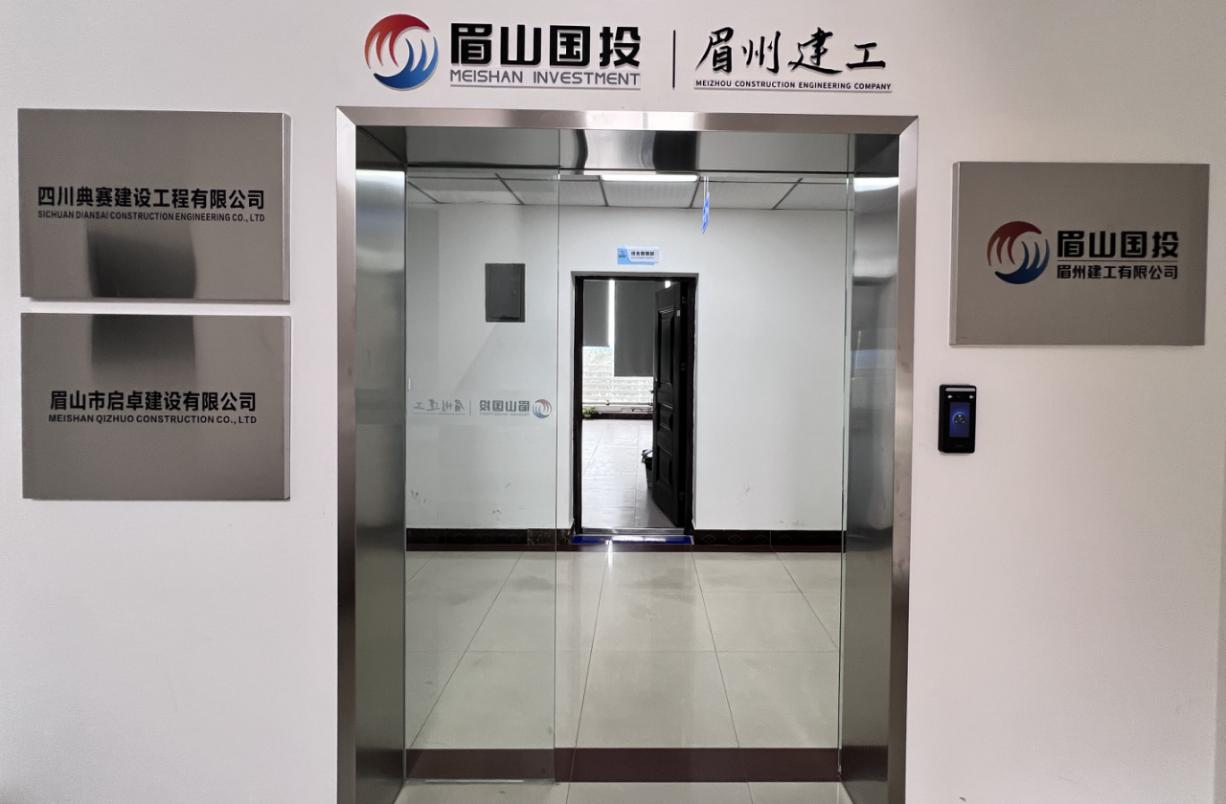 眉山国投
MEISHAN INVESTMENT
眉州建工
MEIZHOU CONSTRUCTION ENGINEERING COMPANY
四川典赛建设工程有限公司
SICHUAN DIANSAI CONSTRUCTION ENGINEERING CO., LTD
眉山市启卓建设有限公司
MEISHAN QIZHUO CONSTRUCTION CO., LTD
眉山国投
眉州建工有限公司
眉州建工
眉山国投